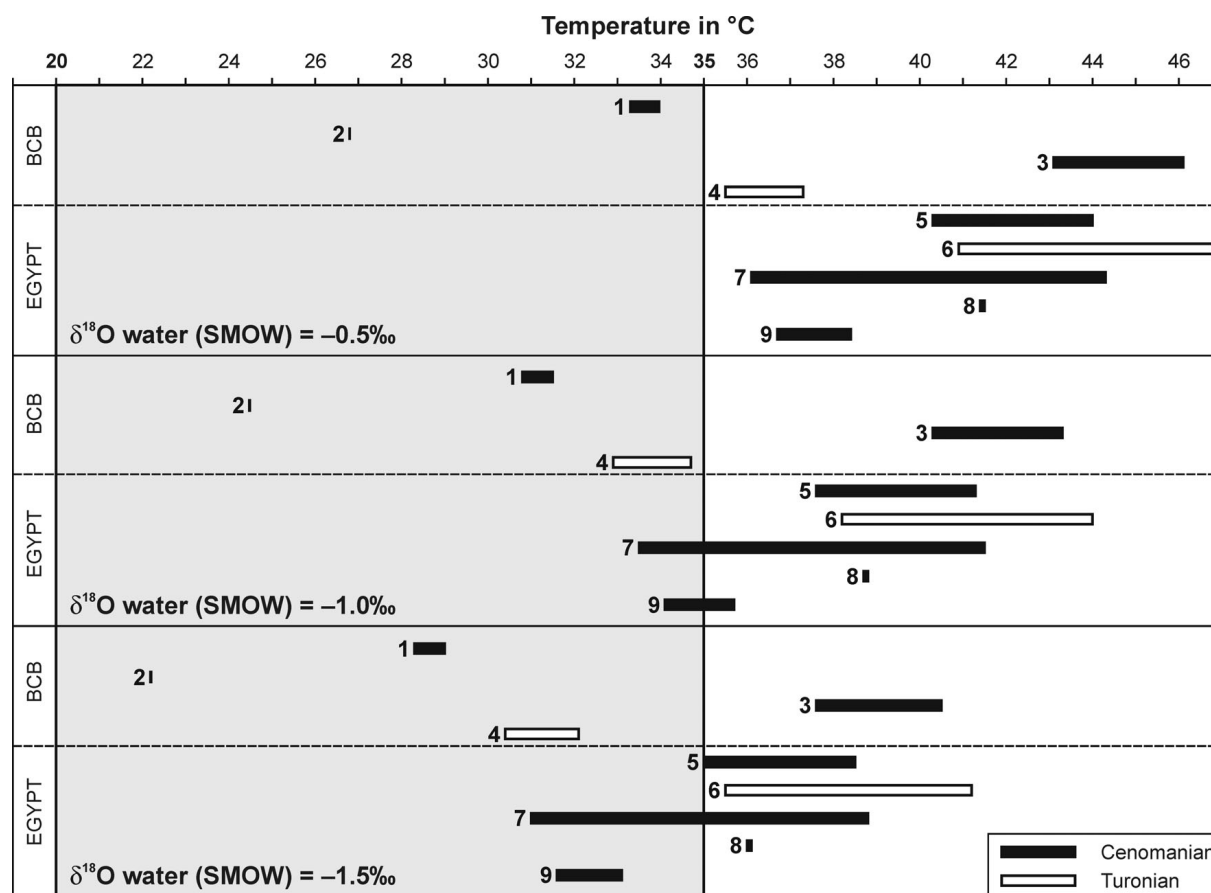 Temperature in °C
20 22 24 26 28 30 32 34 35 36 38 40 42 44 46
BCB
1
2
3
4
EGYPT
5
6
7
8
9
δ¹⁸O water (SMOW) = –0.5‰
BCB
1
2
3
4
EGYPT
5
6
7
8
9
δ¹⁸O water (SMOW) = –1.0‰
BCB
1
2
3
4
EGYPT
5
6
7
8
9
δ¹⁸O water (SMOW) = –1.5‰
Cenomanian
Turonian